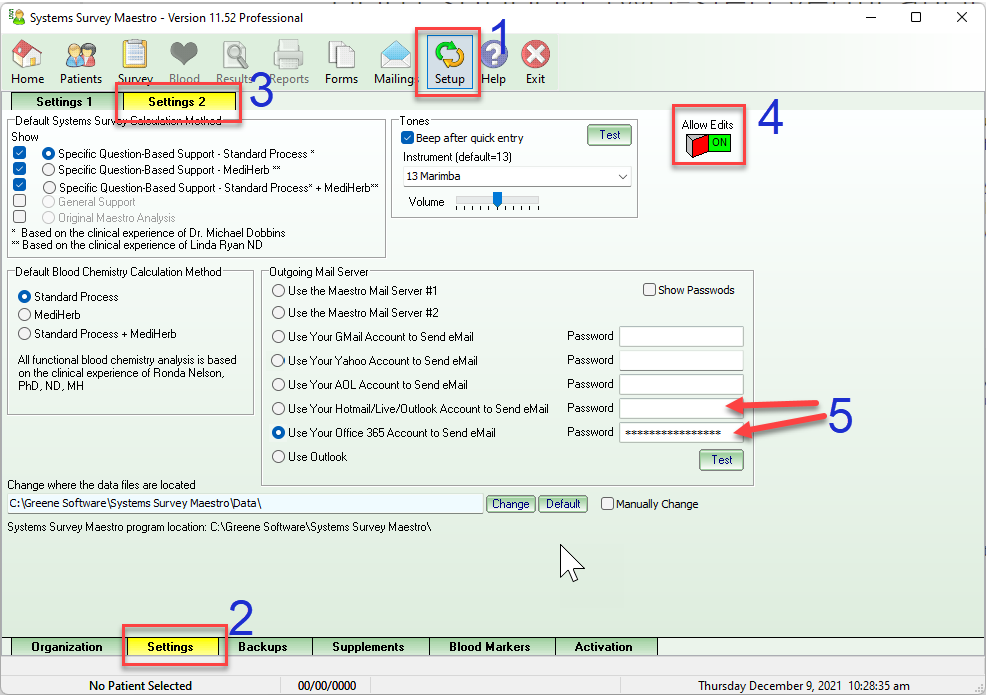 Systems Survey Maestro - Version 11.52 Professional
1
Home Patients Survey Blood Results Reports Forms Mailings Setup Help Exit
Settings 1 Settings 2 3
Default Systems Survey Calculation Method
Show
Specific Question-Based Support - Standard Process *
Specific Question-Based Support - MediHerb **
Specific Question-Based Support - Standard Process* + MediHerb**
General Support
Original Maestro Analysis
* Based on the clinical experience of Dr. Michael Dobbins
** Based on the clinical experience of Linda Ryan ND
Tones
Beep after quick entry Test
Instrument (default=13)
13 Marimba
Volume
Allow Edits 4
ON
Default Blood Chemistry Calculation Method
Standard Process
MediHerb
Standard Process + MediHerb
All functional blood chemistry analysis is based
on the clinical experience of Ronda Nelson,
PhD, ND, MH
Outgoing Mail Server
Use the Maestro Mail Server #1 Show Passwods
Use the Maestro Mail Server #2
Use Your GMail Account to Send eMail Password
Use Your Yahoo Account to Send eMail Password
Use Your AOL Account to Send eMail Password
Use Your Hotmail/Live/Outlook Account to Send eMail Password
5
Use Your Office 365 Account to Send eMail Password ****************
Use Outlook Test
Change where the data files are located
C:\Greene Software\Systems Survey Maestro\Data\ Change Default Manually Change
Systems Survey Maestro program location: C:\Greene Software\Systems Survey Maestro\
2
Organization Settings Backups Supplements Blood Markers Activation
No Patient Selected 00/00/0000 Thursday December 9, 2021 10:28:35 am